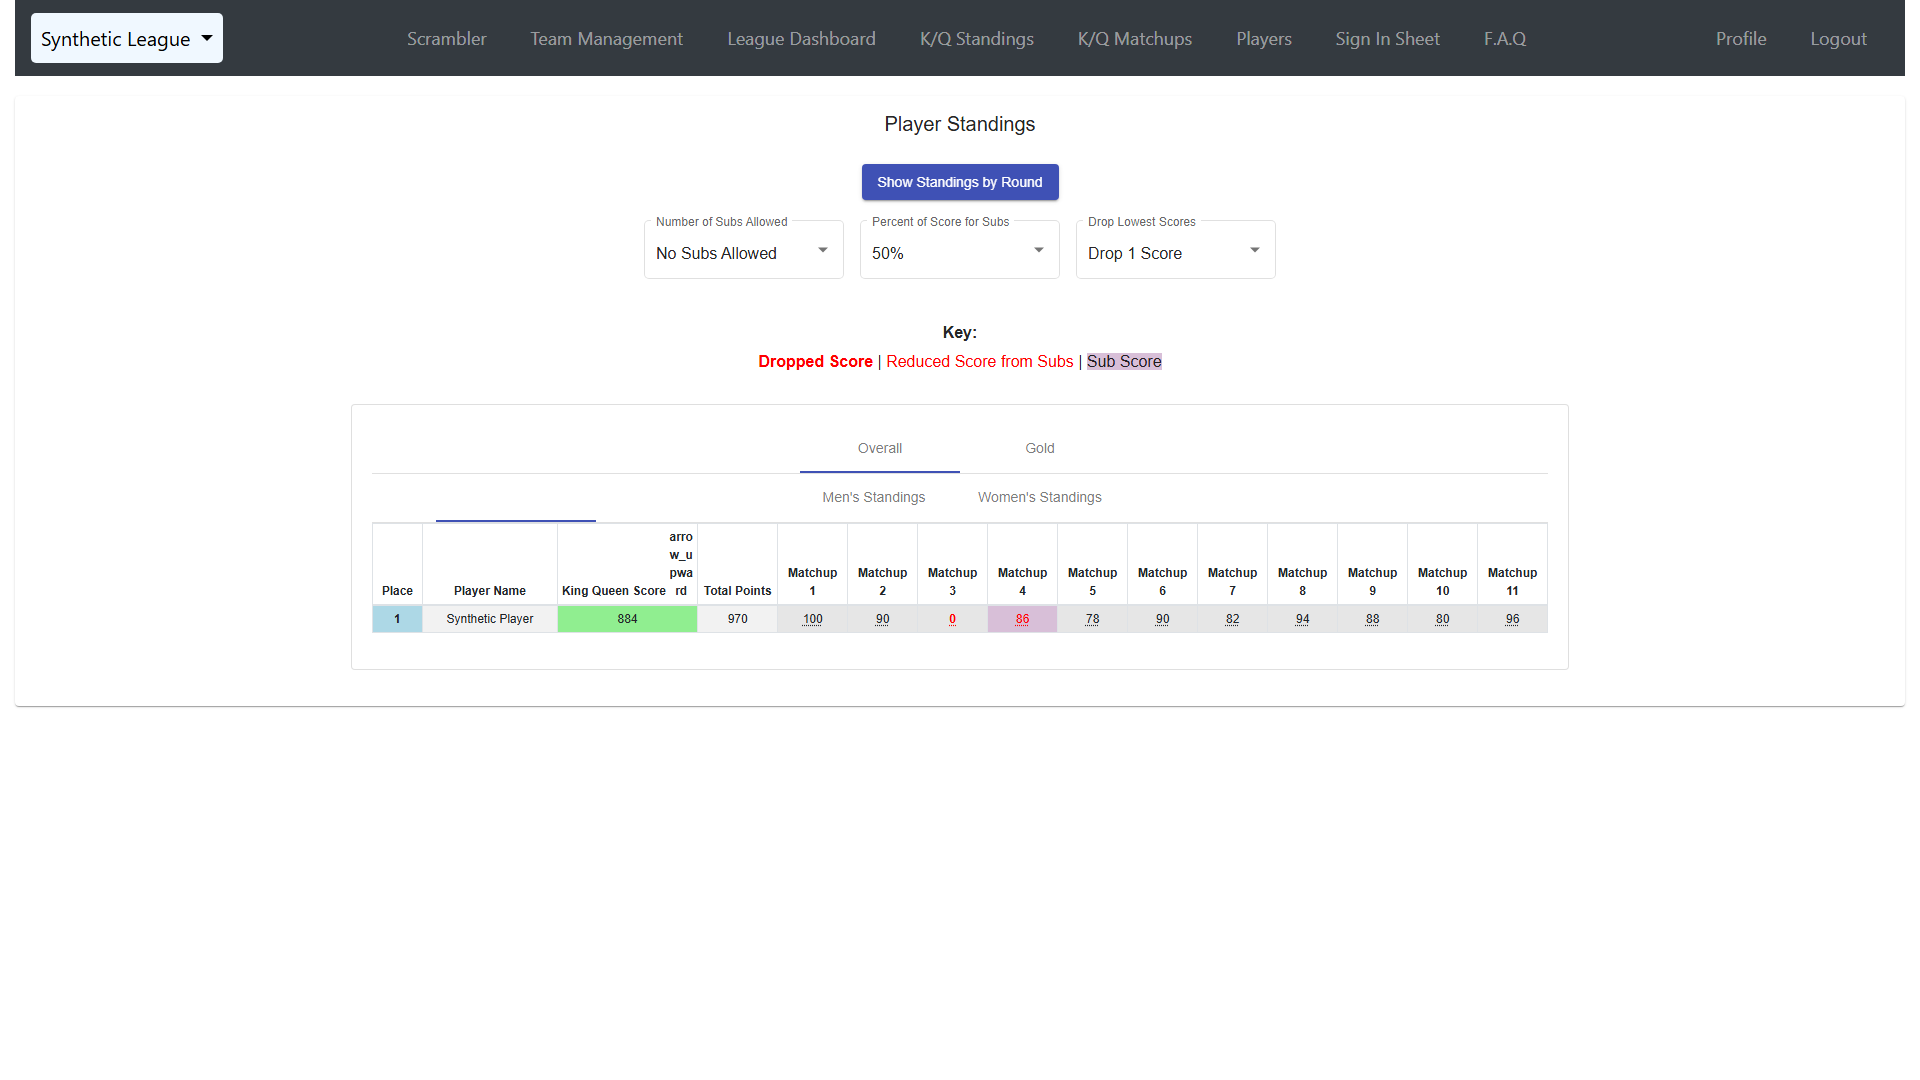 Synthetic League
Scrambler Team Management League Dashboard K/Q Standings K/Q Matchups Players Sign In Sheet F.A.Q Profile Logout
Player Standings
Show Standings by Round
Number of Subs Allowed Percent of Score for Subs Drop Lowest Scores
No Subs Allowed 50% Drop 1 Score
Key:
Dropped Score | Reduced Score from Subs | Sub Score
Overall Gold
Men's Standings Women's Standings
Place Player Name King Queen Score arrow_upward Total Points Matchup 1 Matchup 2 Matchup 3 Matchup 4 Matchup 5 Matchup 6 Matchup 7 Matchup 8 Matchup 9 Matchup 10 Matchup 11
1 Synthetic Player 884 970 100 90 0 86 78 90 82 94 88 80 96